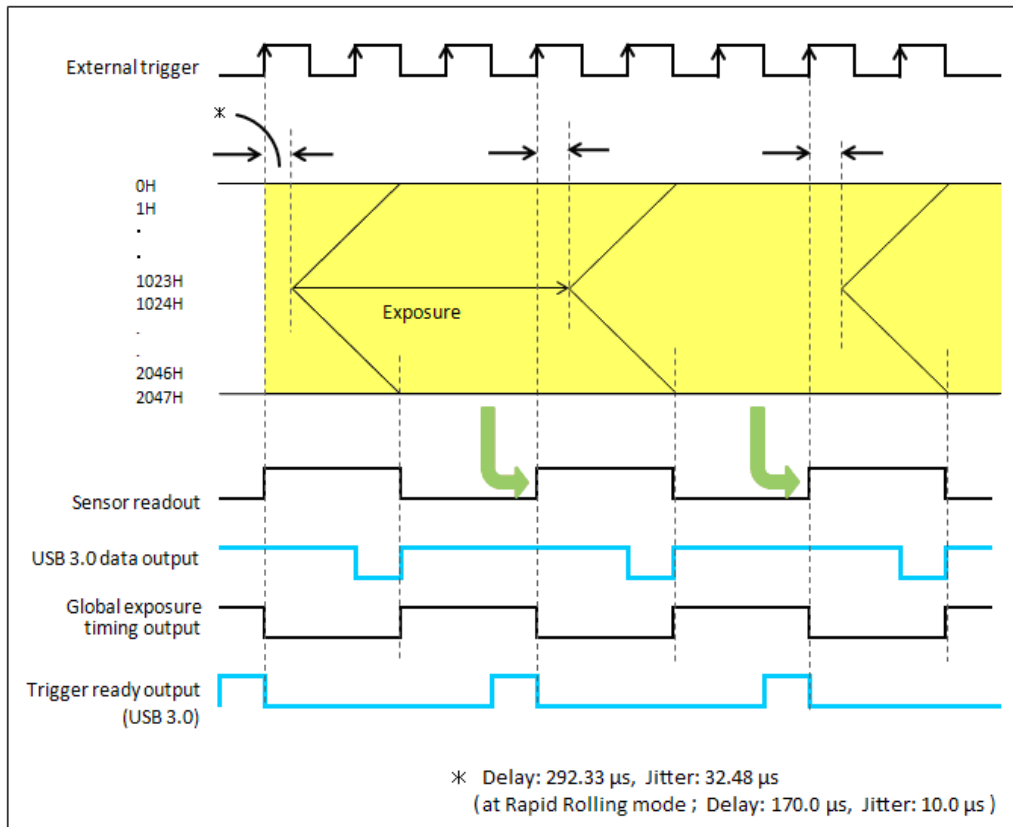 External trigger
*
0H
1H
.
.
1023H
1024H
.
.
2046H
2047H
Exposure
Sensor readout
USB 3.0 data output
Global exposure
timing output
Trigger ready output
(USB 3.0)
* Delay: 292.33 µs, Jitter: 32.48 µs
(at Rapid Rolling mode ; Delay: 170.0 µs, Jitter: 10.0 µs )